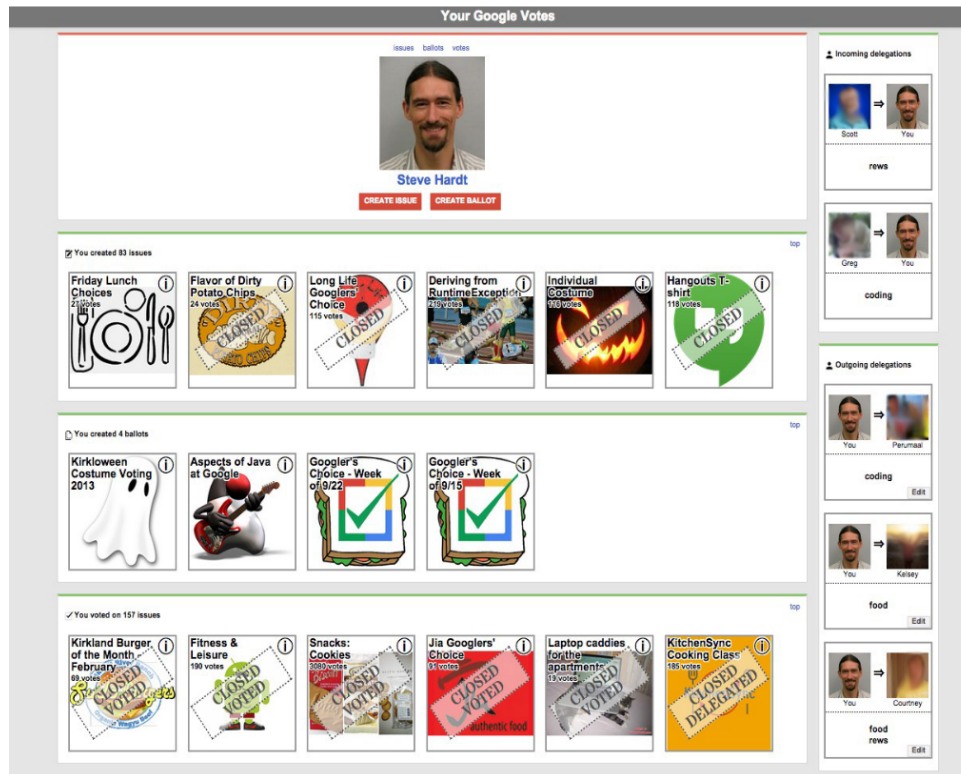 Your Google Votes
issues ballots votes
Steve Hardt
CREATE ISSUE CREATE BALLOT
You created 83 issues
top
Friday Lunch
Choices
27 votes
Flavor of Dirty
Potato Chips
24 votes
CLOSED
Long Life
Googlers
Choice
115 votes
CLOSED
Deriving from
RuntimeException
219 votes
CLOSED
Individual
Costume
116 votes
CLOSED
Hangouts T-
shirt
118 votes
CLOSED
You created 4 ballots
top
Kirkloween
Costume Voting
2013
Aspects of Java
at Google
Googler's
Choice - Week
of 9/22
Googler's
Choice - Week
of 9/15
You voted on 157 issues
top
Kirkland Burger
of the Month -
February
69 votes
CLOSED
VOTED
Fitness &
Leisure
190 votes
CLOSED
VOTED
Snacks:
Cookies
3080 votes
CLOSED
VOTED
Jia Googlers'
Choice
91 votes
CLOSED
VOTED
authentic food
Laptop caddies
for the
apartments
19 votes
CLOSED
VOTED
KitchenSync
Cooking Class
185 votes
CLOSED
DELEGATED
Incoming delegations
Scott You
rews
Greg You
coding
Outgoing delegations
You Perumaal
coding
Edit
You Kelsey
food
Edit
You Courtney
food
rews
Edit